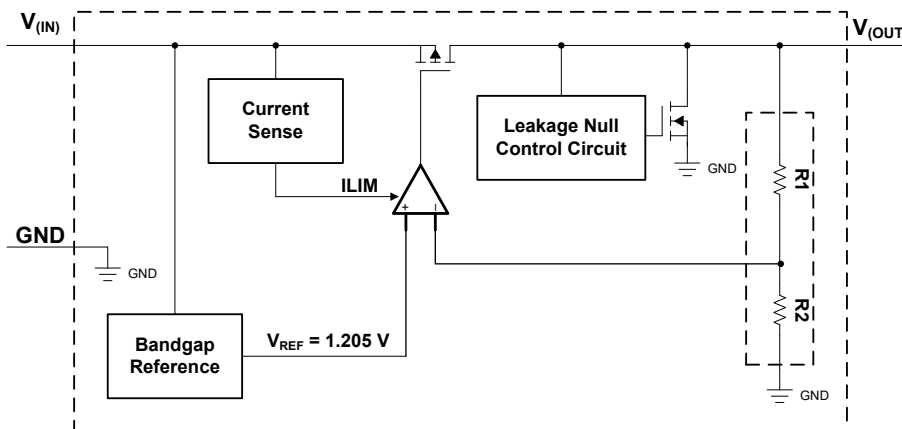 V(IN)
V(OUT
Current
Sense
Leakage Null
Control Circuit
GND
R1
ILIM
+
–
GND
GND
R2
Bandgap
Reference
VREF = 1.205 V
GND